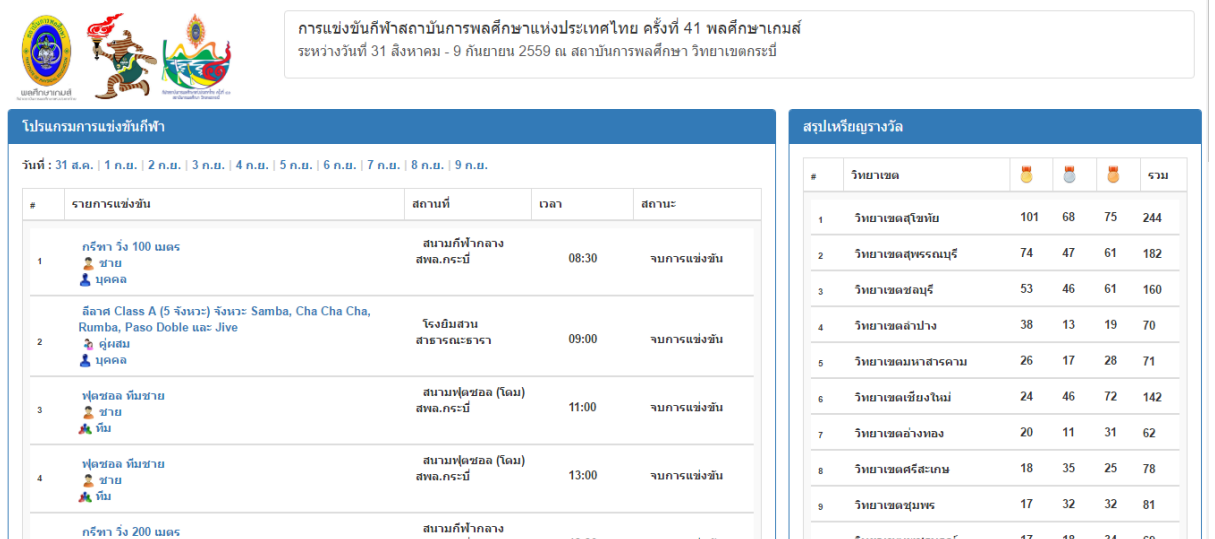 พลศึกษาเกมส์
การแข่งขันกีฬาสถาบันการพลศึกษาแห่งประเทศไทย ครั้งที่ 41 พลศึกษาเกมส์
ระหว่างวันที่ 31 สิงหาคม - 9 กันยายน 2559 ณ สถาบันการพลศึกษา วิทยาเขตกระบี่
โปรแกรมการแข่งขันกีฬา
วันที่ : 31 ส.ค. | 1 ก.ย. | 2 ก.ย. | 3 ก.ย. | 4 ก.ย. | 5 ก.ย. | 6 ก.ย. | 7 ก.ย. | 8 ก.ย. | 9 ก.ย.
# รายการแข่งขัน สถานที่ เวลา สถานะ
กรีฑา วิ่ง 100 เมตร สนามกีฬากลาง
1 ชาย สพล.กระบี่ 08:30 จบการแข่งขัน
บุคคล
ลีลาศ Class A (5 จังหวะ) จังหวะ Samba, Cha Cha Cha,
Rumba, Paso Doble และ Jive โรงยิมสวน
2 คู่ผสม สาธารณะธารา 09:00 จบการแข่งขัน
บุคคล
ฟุตซอล ทีมชาย สนามฟุตซอล (โดม)
3 ชาย สพล.กระบี่ 11:00 จบการแข่งขัน
ทีม
ฟุตซอล ทีมชาย สนามฟุตซอล (โดม)
4 ชาย สพล.กระบี่ 13:00 จบการแข่งขัน
ทีม
กรีฑา วิ่ง 200 เมตร สนามกีฬากลาง
สรุปเหรียญรางวัล
# วิทยาเขต รวม
1 วิทยาเขตสุโขทัย 101 68 75 244
2 วิทยาเขตสุพรรณบุรี 74 47 61 182
3 วิทยาเขตชลบุรี 53 46 61 160
4 วิทยาเขตลำปาง 38 13 19 70
5 วิทยาเขตมหาสารคาม 26 17 28 71
6 วิทยาเขตเชียงใหม่ 24 46 72 142
7 วิทยาเขตอ่างทอง 20 11 31 62
8 วิทยาเขตศรีสะเกษ 18 35 25 78
9 วิทยาเขตชุมพร 17 32 32 81